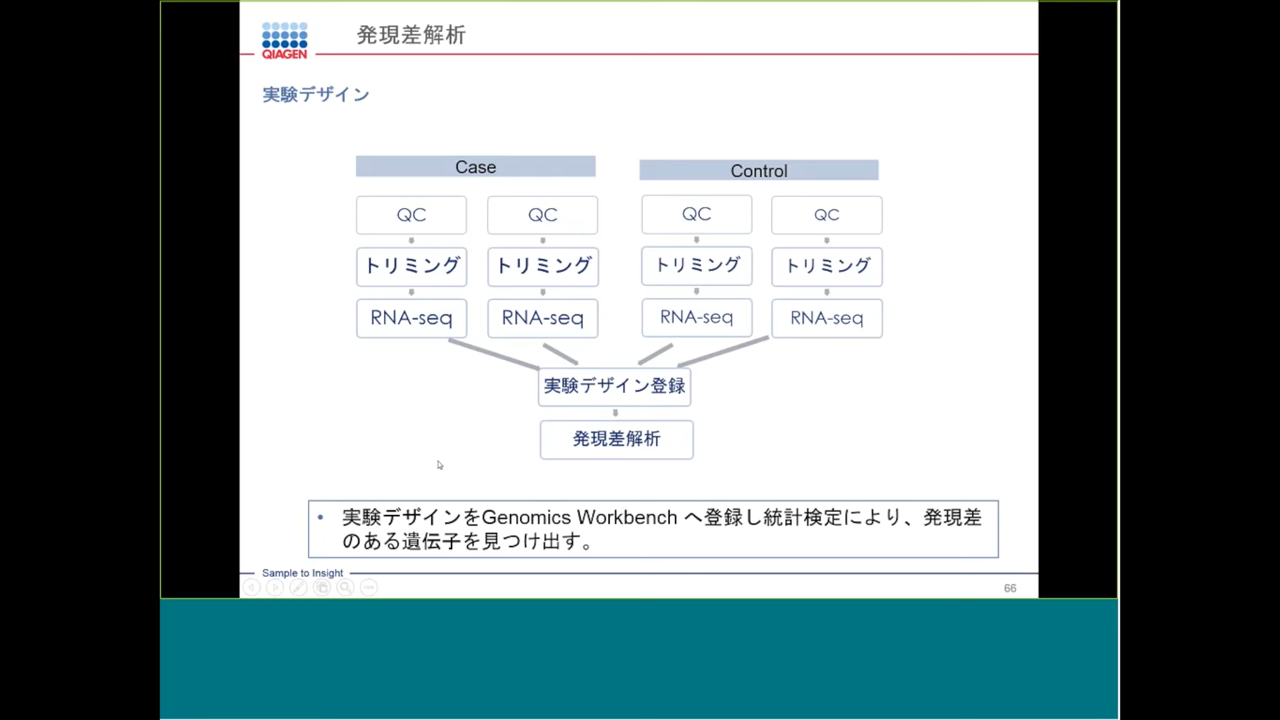 QIAGEN
発現差解析
実験デザイン
Case
Control
QC QC QC QC
トリミング トリミング トリミング トリミング
RNA-seq RNA-seq RNA-seq RNA-seq
実験デザイン登録
発現差解析
• 実験デザインをGenomics Workbench へ登録し統計検定により、発現差
のある遺伝子を見つけ出す。
Sample to Insight
66